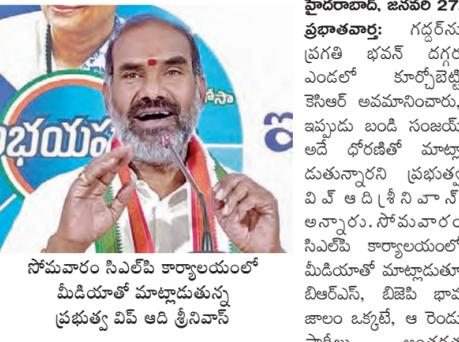 భయహ
సోమవారం సిఎల్‌పి కార్యాలయంలో
మీడియాతో మాట్లాడుతున్న
ప్రభుత్వ విప్ ఆది శ్రీనివాస్
హైదరాబాద్, జనవరి 27,
ప్రభాతవార్త: గద్దర్‌ను
ప్రగతి భవన్ దగ్గర
ఎండలో కూర్చోబెట్టి
కెసిఆర్ అవమానించారు,
ఇప్పుడు బండి సంజయ్
అదే ధోరణితో మాట్లా
డుతున్నారని ప్రభుత్వ
విప్ ఆది శ్రీనివాస్
అన్నారు. సోమవారం
సిఎల్‌పి కార్యాలయంలో
మీడియాతో మాట్లాడుతూ
బిఆర్ఎస్, బిజెపి భావ
జాలం ఒక్కటే, ఆ రెండు